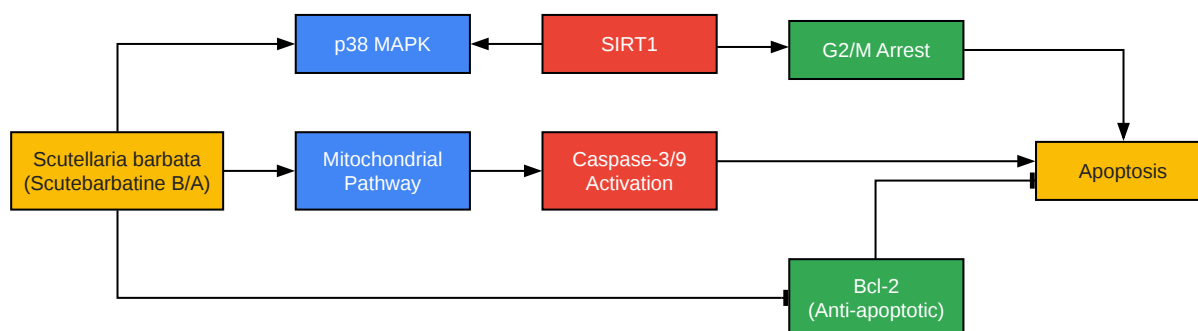 p38 MAPK
SIRT1
G2/M Arrest
Scutellaria barbata
(Scutebarbatine B/A)
Mitochondrial
Pathway
Caspase-3/9
Activation
Apoptosis
Bcl-2
(Anti-apoptotic)